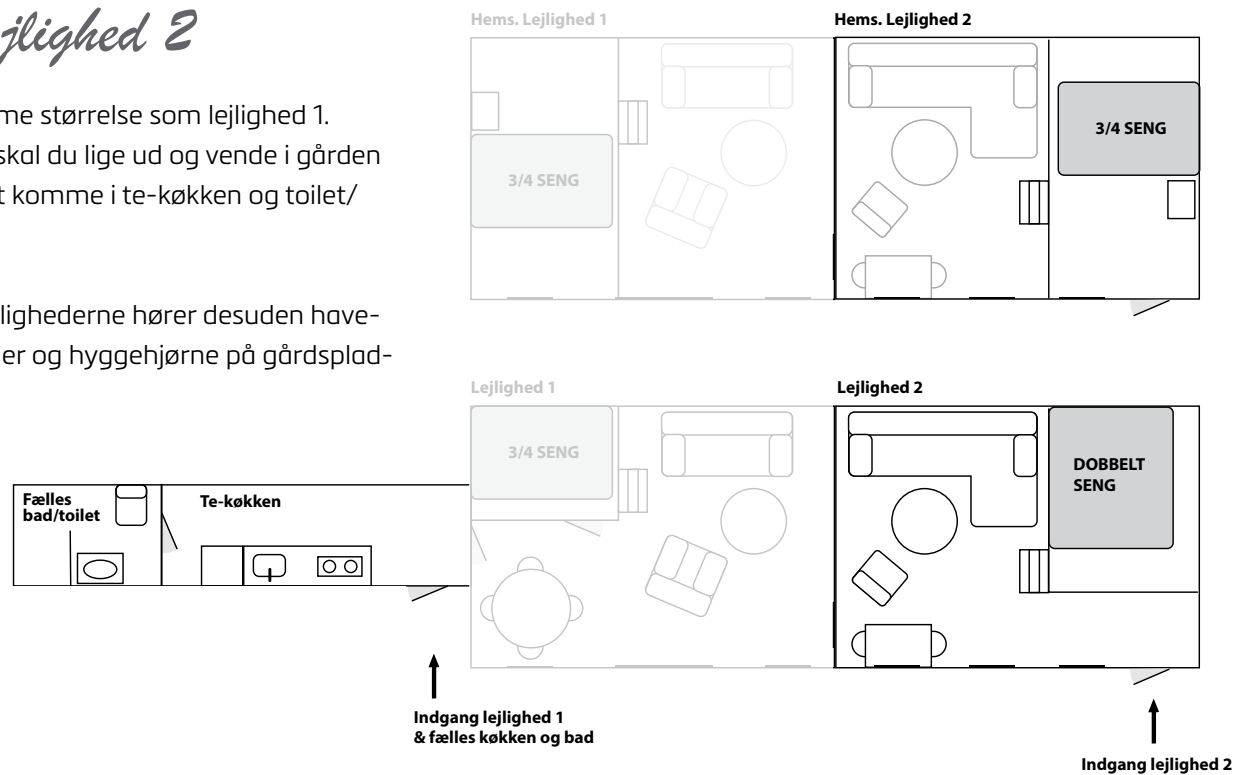 jlighed 2
me størrelse som lejlighed 1.
skal du lige ud og vende i gården
t komme i te-køkken og toilet/
lighederne hører desuden have-
er og hyggehjørne på gårdsplad-
Hems. Lejlighed 1
Hems. Lejlighed 2
3/4 SENG
3/4 SENG
Lejlighed 1
Lejlighed 2
3/4 SENG
DOBBELT
SENG
Fælles
bad/toilet
Te-køkken
Indgang lejlighed 1
& fælles køkken og bad
Indgang lejlighed 2